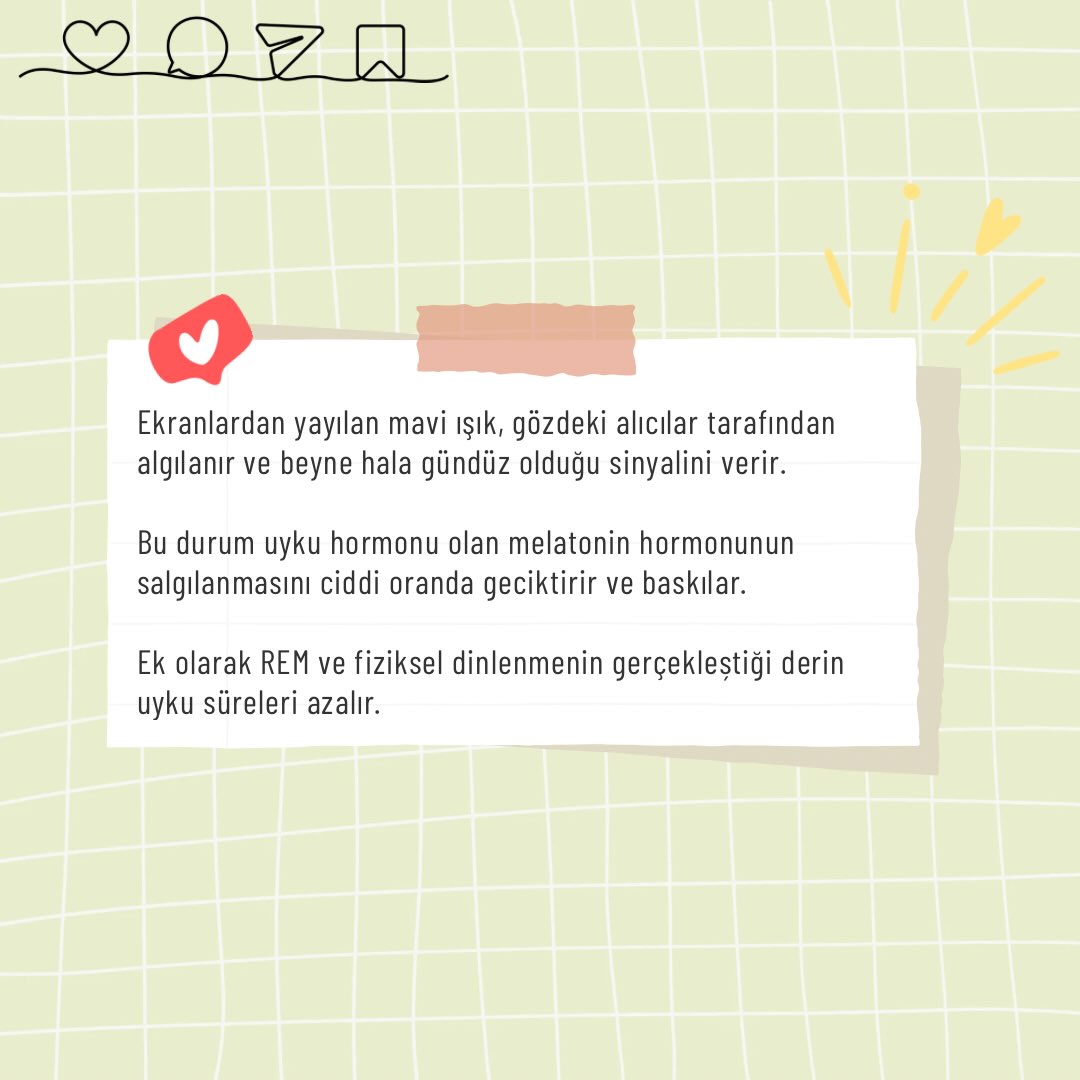 Ekranlardan yayılan mavi ışık, gözdeki alıcılar tarafından
algılanır ve beyne hala gündüz olduğu sinyalini verir.
Bu durum uyku hormonu olan melatonin hormonunun
salgılanmasını ciddi oranda geciktirir ve baskılar.
Ek olarak REM ve fiziksel dinlenmenin gerçekleştiği derin
uyku süreleri azalır.